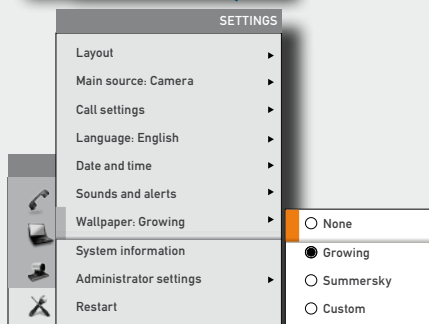 SETTINGS
Layout
Main source: Camera
Call settings
Language: English
Date and time
Sounds and alerts
Wallpaper: Growing
System information
Administrator settings
Restart
None
Growing
Summersky
Custom